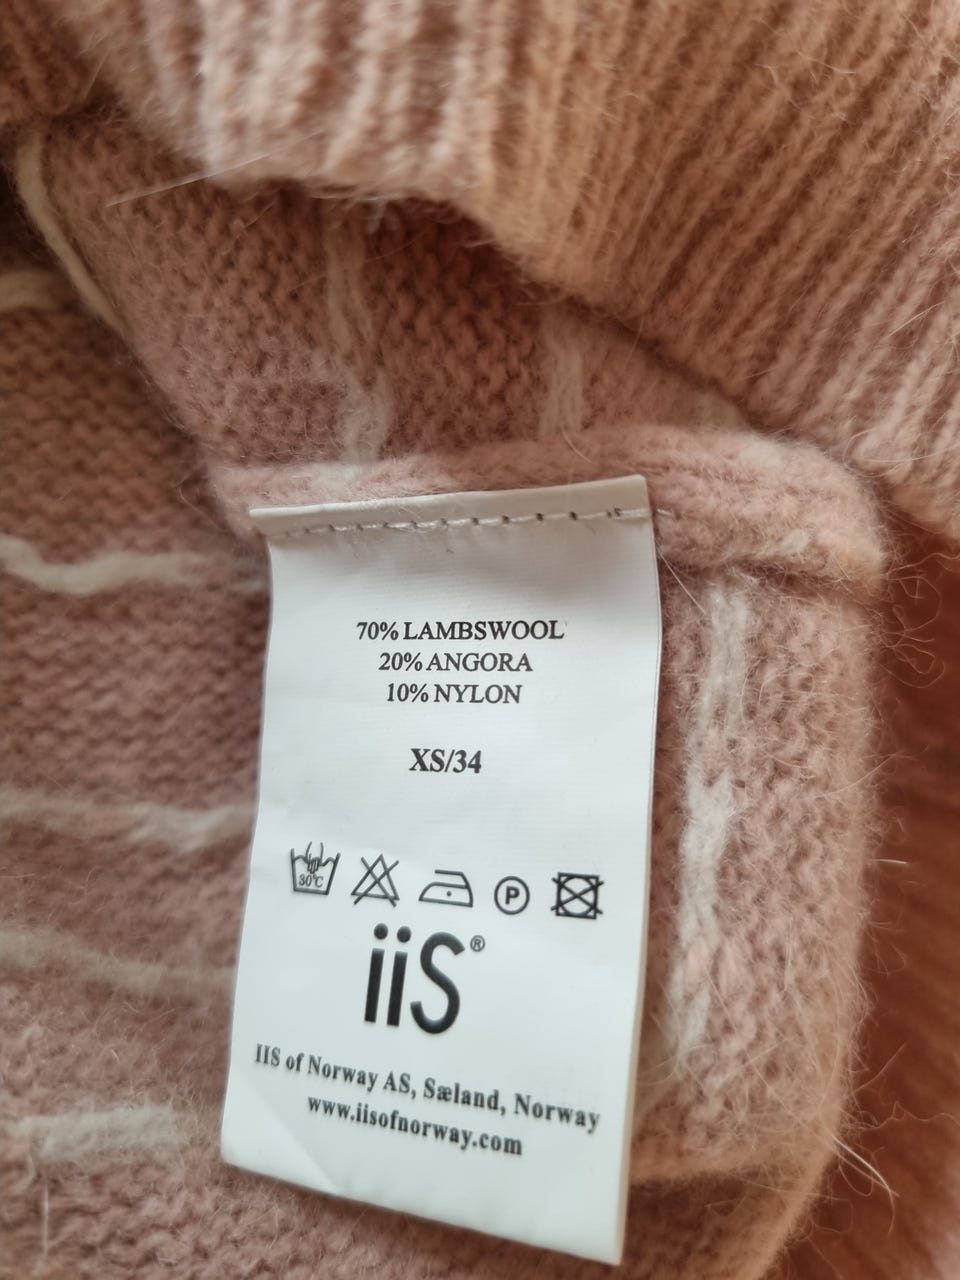 70% LAMBSWOOL
20% ANGORA
10% NYLON
XS/34
30°C
P
iiS®
IIS of Norway AS, Sæland, Norway
www.iisofnorway.com